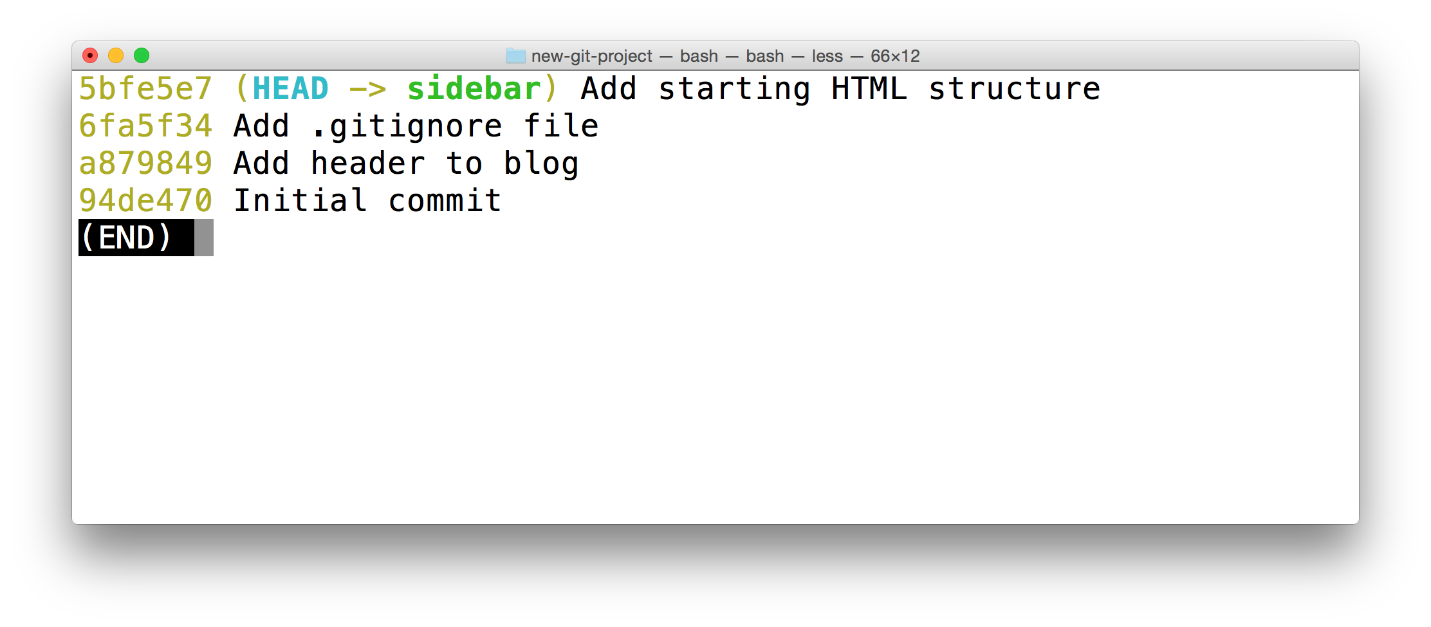 new-git-project — bash — bash — less — 66×12
5bfe5e7 (HEAD -> sidebar) Add starting HTML structure
6fa5f34 Add .gitignore file
a879849 Add header to blog
94de470 Initial commit
(END)